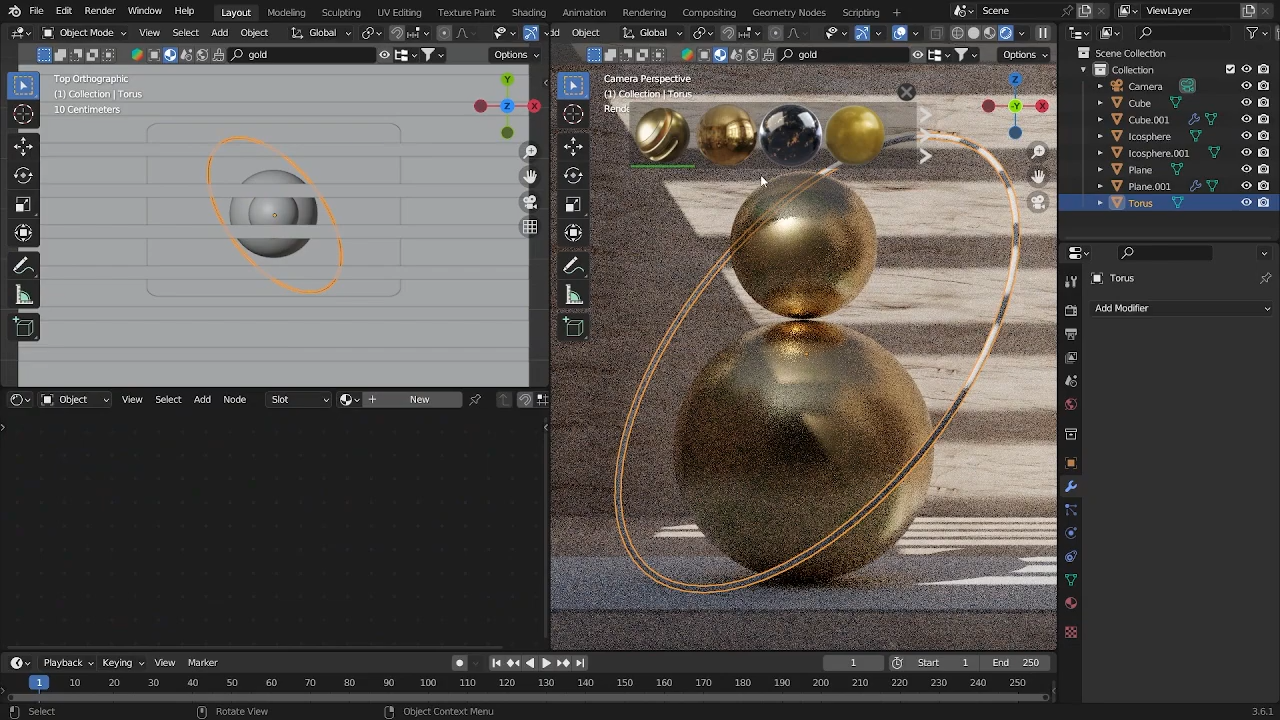 File Edit Render Window Help Layout Modeling Sculpting UV Editing Texture Paint Shading Animation Rendering Compositing Geometry Nodes Scripting Scene ViewLayer
Object Mode View Select Add Object Global
Object Global
gold Options
gold Options
Top Orthographic
(1) Collection | Torus
10 Centimeters
Y
X
Z
Camera Perspective
(1) Collection | Torus
Z
X
-Y
Scene Collection
Collection
Camera
Cube
Cube.001
Icosphere
Icosphere.001
Plane
Plane.001
Torus
Torus
Add Modifier
Object View Select Add Node Slot New
Playback Keying View Marker 1 Start 1 End 250
1 10 20 30 40 50 60 70 80 90 100 110 120 130 140 150 160 170 180 190 200 210 220 230 240 250
Select Rotate View Object Context Menu 3.6.1